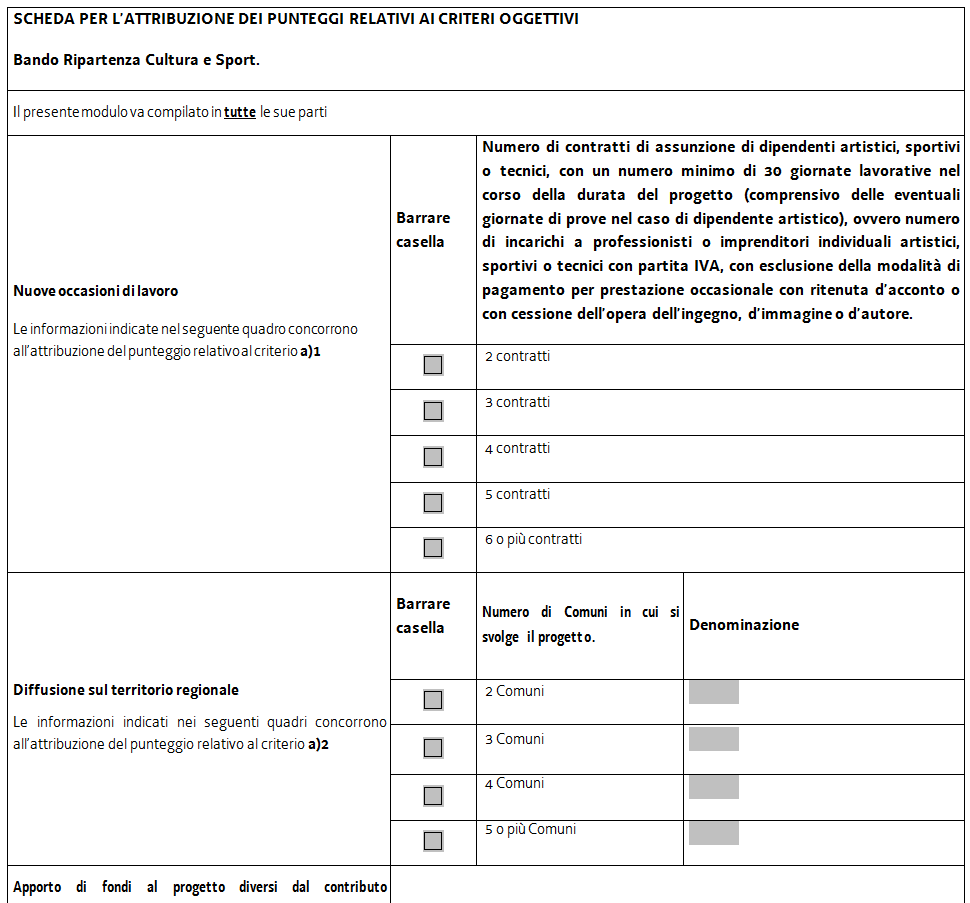 SCHEDA PER L'ATTRIBUZIONE DEI PUNTEGGI RELATIVI AI CRITERI OGGETTIVI
Bando Ripartenza Cultura e Sport.
Il presente modulo va compilato in tutte le sue parti
Nuove occasioni di lavoro
Le informazioni indicate nel seguente quadro concorrono
all'attribuzione del punteggio relativo al criterio a)1
Barrare
casella
Numero di contratti di assunzione di dipendenti artistici, sportivi
o tecnici, con un numero minimo di 30 giornate lavorative nel
corso della durata del progetto (comprensivo delle eventuali
giornate di prove nel caso di dipendente artistico), ovvero numero
di incarichi a professionisti o imprenditori individuali artistici,
sportivi o tecnici con partita IVA, con esclusione della modalità di
pagamento per prestazione occasionale con ritenuta d'acconto o
con cessione dell'opera dell'ingegno, d'immagine o d'autore.
2 contratti
3 contratti
4 contratti
5 contratti
6 o più contratti
Diffusione sul territorio regionale
Le informazioni indicati nei seguenti quadri concorrono
all'attribuzione del punteggio relativo al criterio a)2
Barrare
casella
Numero di Comuni in cui si
svolge il progetto.
Denominazione
2 Comuni
3 Comuni
4 Comuni
5 o più Comuni
Apporto di fondi al progetto diversi dal contributo